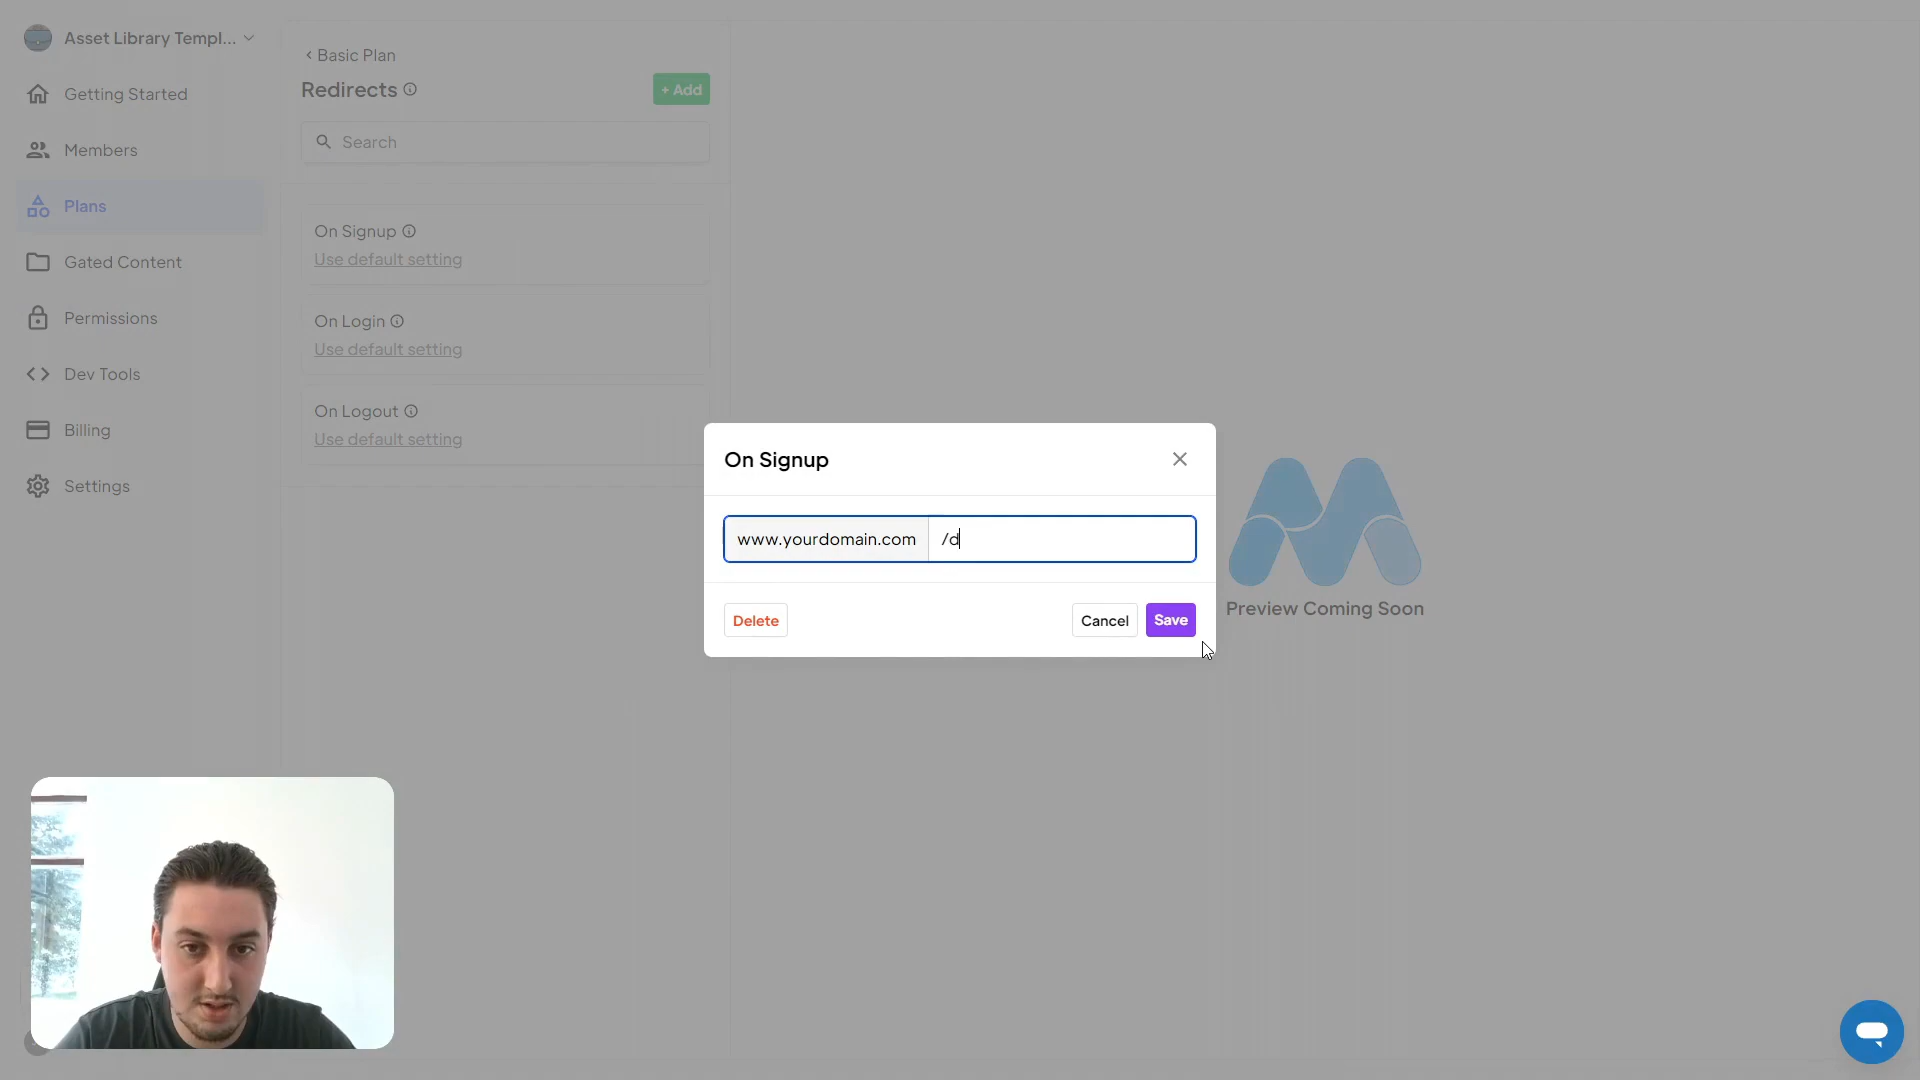 Asset Library Templ...
Getting Started
Members
Plans
Gated Content
Permissions
Dev Tools
Billing
Settings
Basic Plan
Redirects
+ Add
Search
On Signup
Use default setting
On Login
Use default setting
On Logout
Use default setting
On Signup
www.yourdomain.com /d
Delete
Cancel
Save
Preview Coming Soon